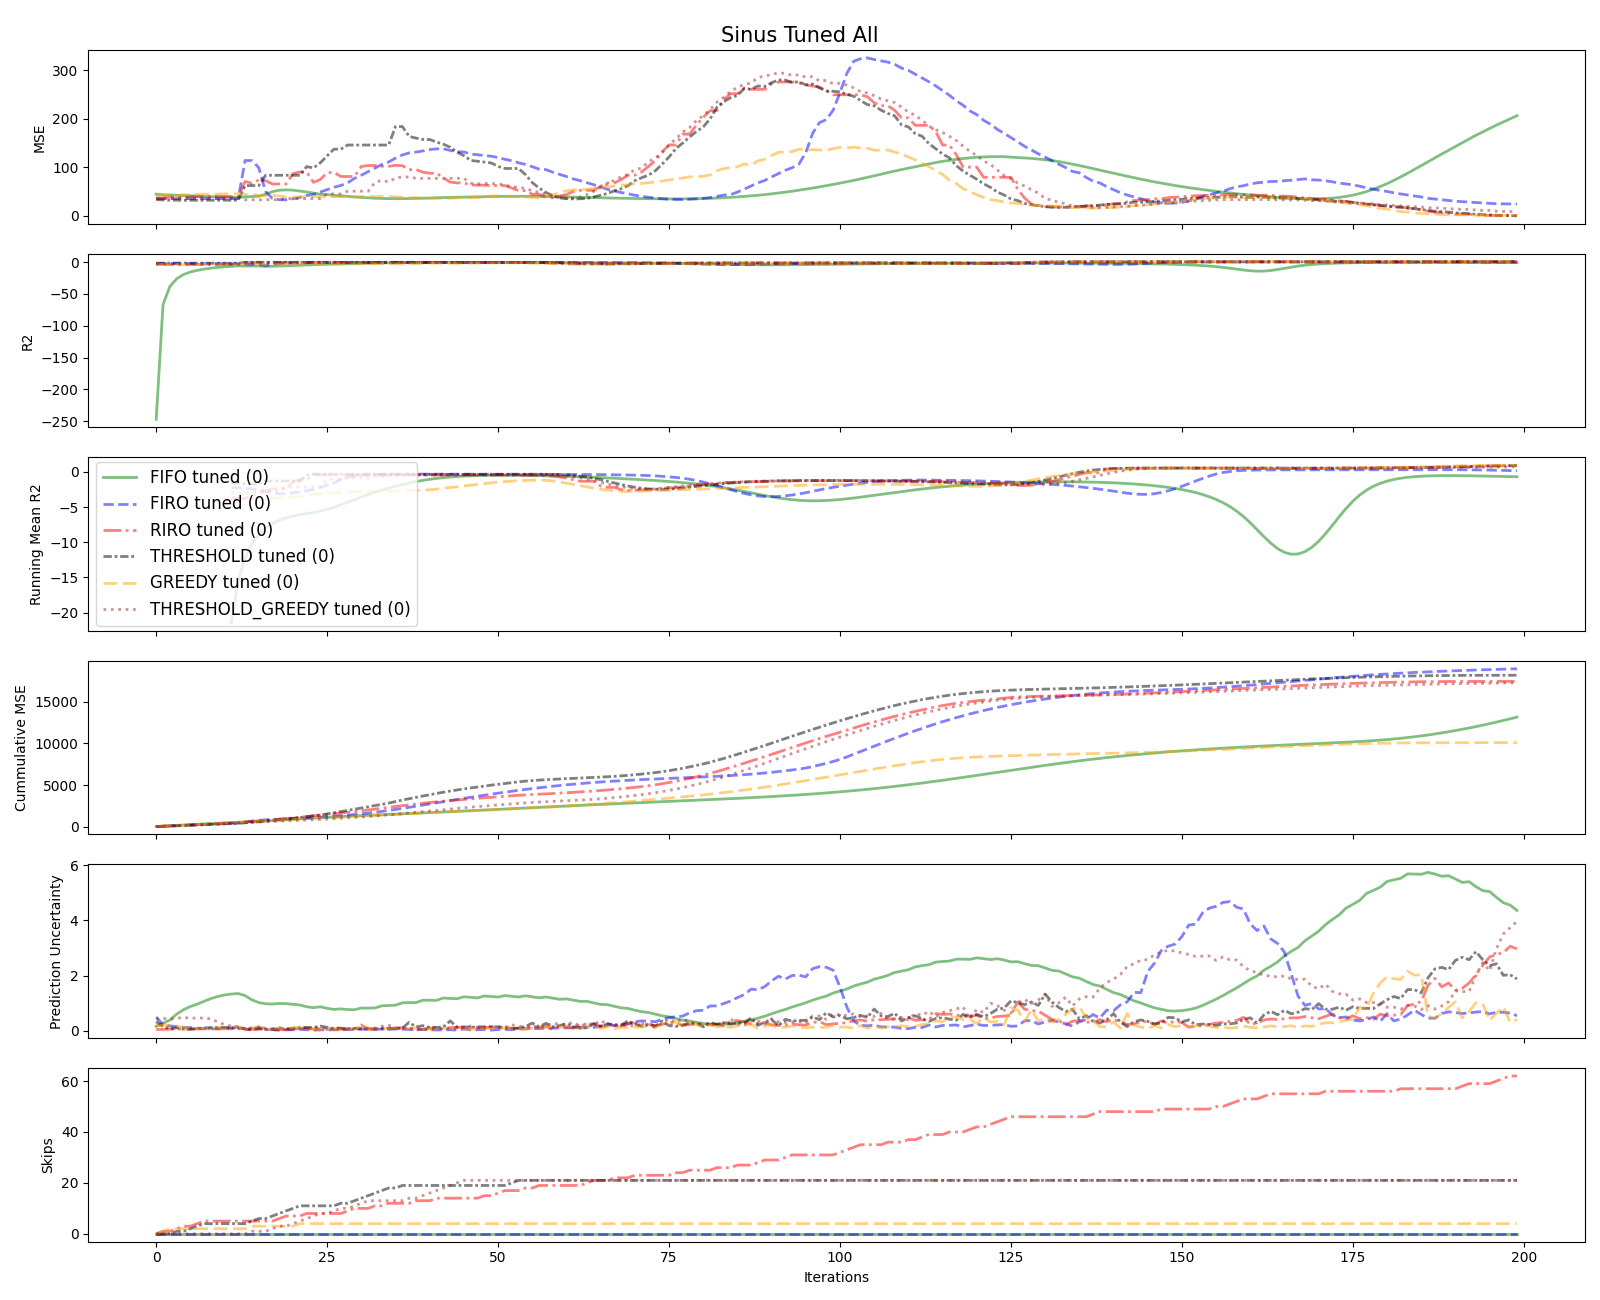 Sinus Tuned All
300
200
100
0
MSE
0
−50
−100
−150
−200
−250
R2
0
−5
−10
−15
−20
Running Mean R2
FIFO tuned (0)
FIRO tuned (0)
RIRO tuned (0)
THRESHOLD tuned (0)
GREEDY tuned (0)
THRESHOLD_GREEDY tuned (0)
15000
10000
5000
0
Cummulative MSE
6
4
2
0
Prediction Uncertainty
60
40
20
0
Skips
0 25 50 75 100 125 150 175 200
Iterations